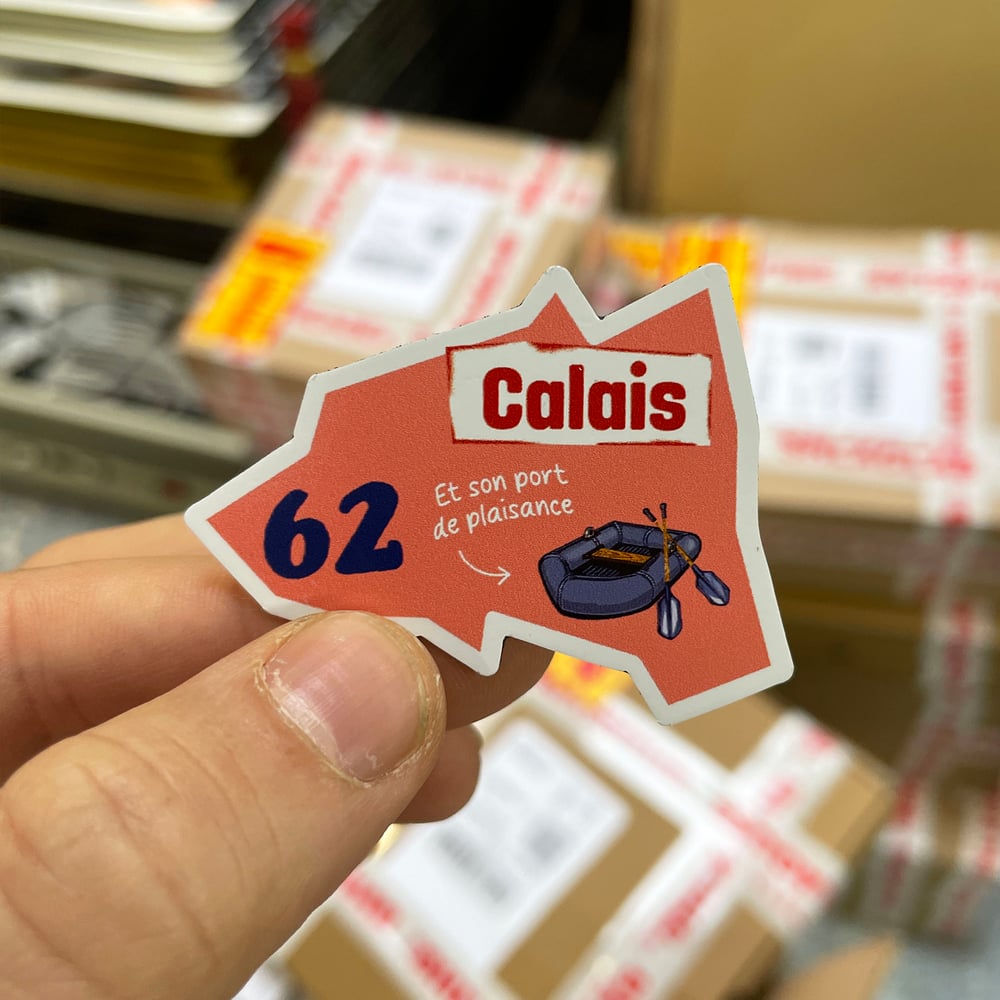 Calais
62
Et son port
de plaisance